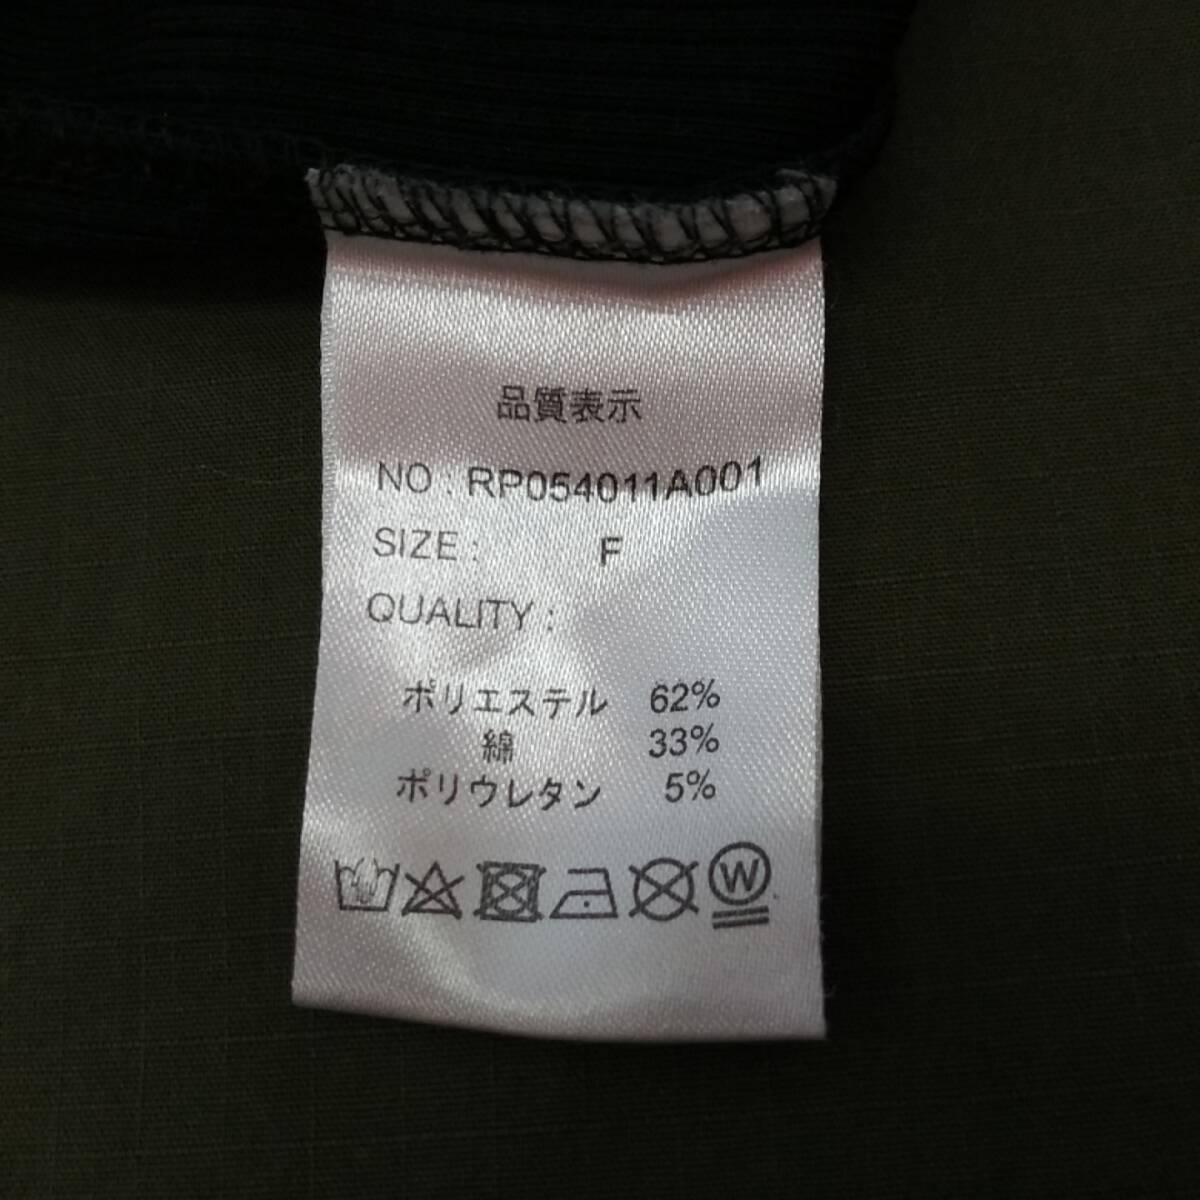 品質表示
NO : RP054011A001
SIZE : F
QUALITY :
ポリエステル 62%
綿 33%
ポリウレタン 5%
W